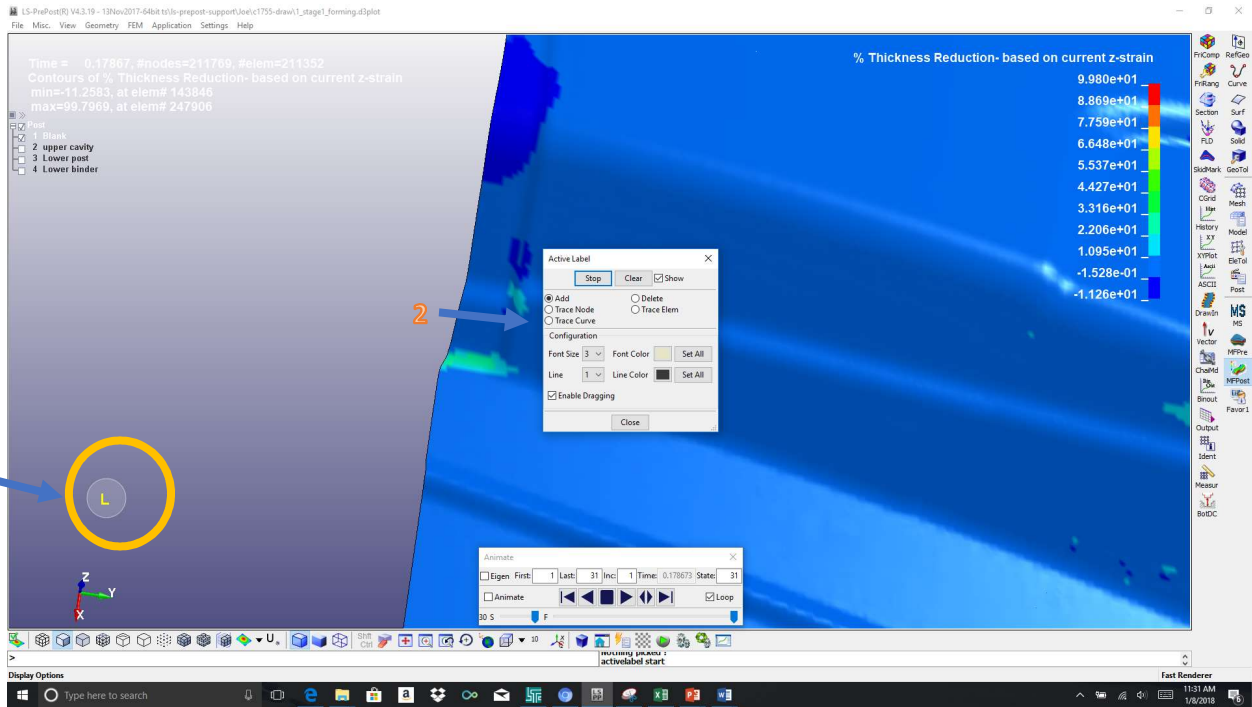 LS-PrePost(R) V4.3.19 - 13Nov2017-64bit ts\ls-prepost-support\Joe\c1755-draw\1_stage1_forming.d3plot
File Misc. View Geometry FEM Application Settings Help
Time = 0.17867, #nodes=211769, #elem=211352
Contours of % Thickness Reduction- based on current z-strain
min=-11.2583, at elem# 143846
max=99.7969, at elem# 247906
Post
1 Blank
2 upper cavity
3 Lower post
4 Lower binder
% Thickness Reduction- based on current z-strain
9.980e+01
8.869e+01
7.759e+01
6.648e+01
5.537e+01
4.427e+01
3.316e+01
2.206e+01
1.095e+01
-1.528e-01
-1.126e+01
FriComp RefGeo
FriRang Curve
Section Surf
FLD Solid
SkidMark GeoTol
CGrid Mesh
History Model
XYPlot EleTol
ASCII Post
DrawIn MS
MS
Vector MFPre
ChaiMd MFPost
Binout Favor1
Output
Ident
Measur
BotDC
2
Active Label
Stop Clear Show
Add Delete
Trace Node Trace Elem
Trace Curve
Configuration
Font Size 3 Font Color Set All
Line 1 Line Color Set All
Enable Dragging
Close
L
Z
Y
X
Animate
Eigen First: 1 Last: 31 Inc: 1 Time: 0.178673 State: 31
Animate Loop
30 S F
Shft
Ctrl
10
>
Nothing picked !
activelabel start
Display Options Fast Renderer
Type here to search
11:31 AM
1/8/2018